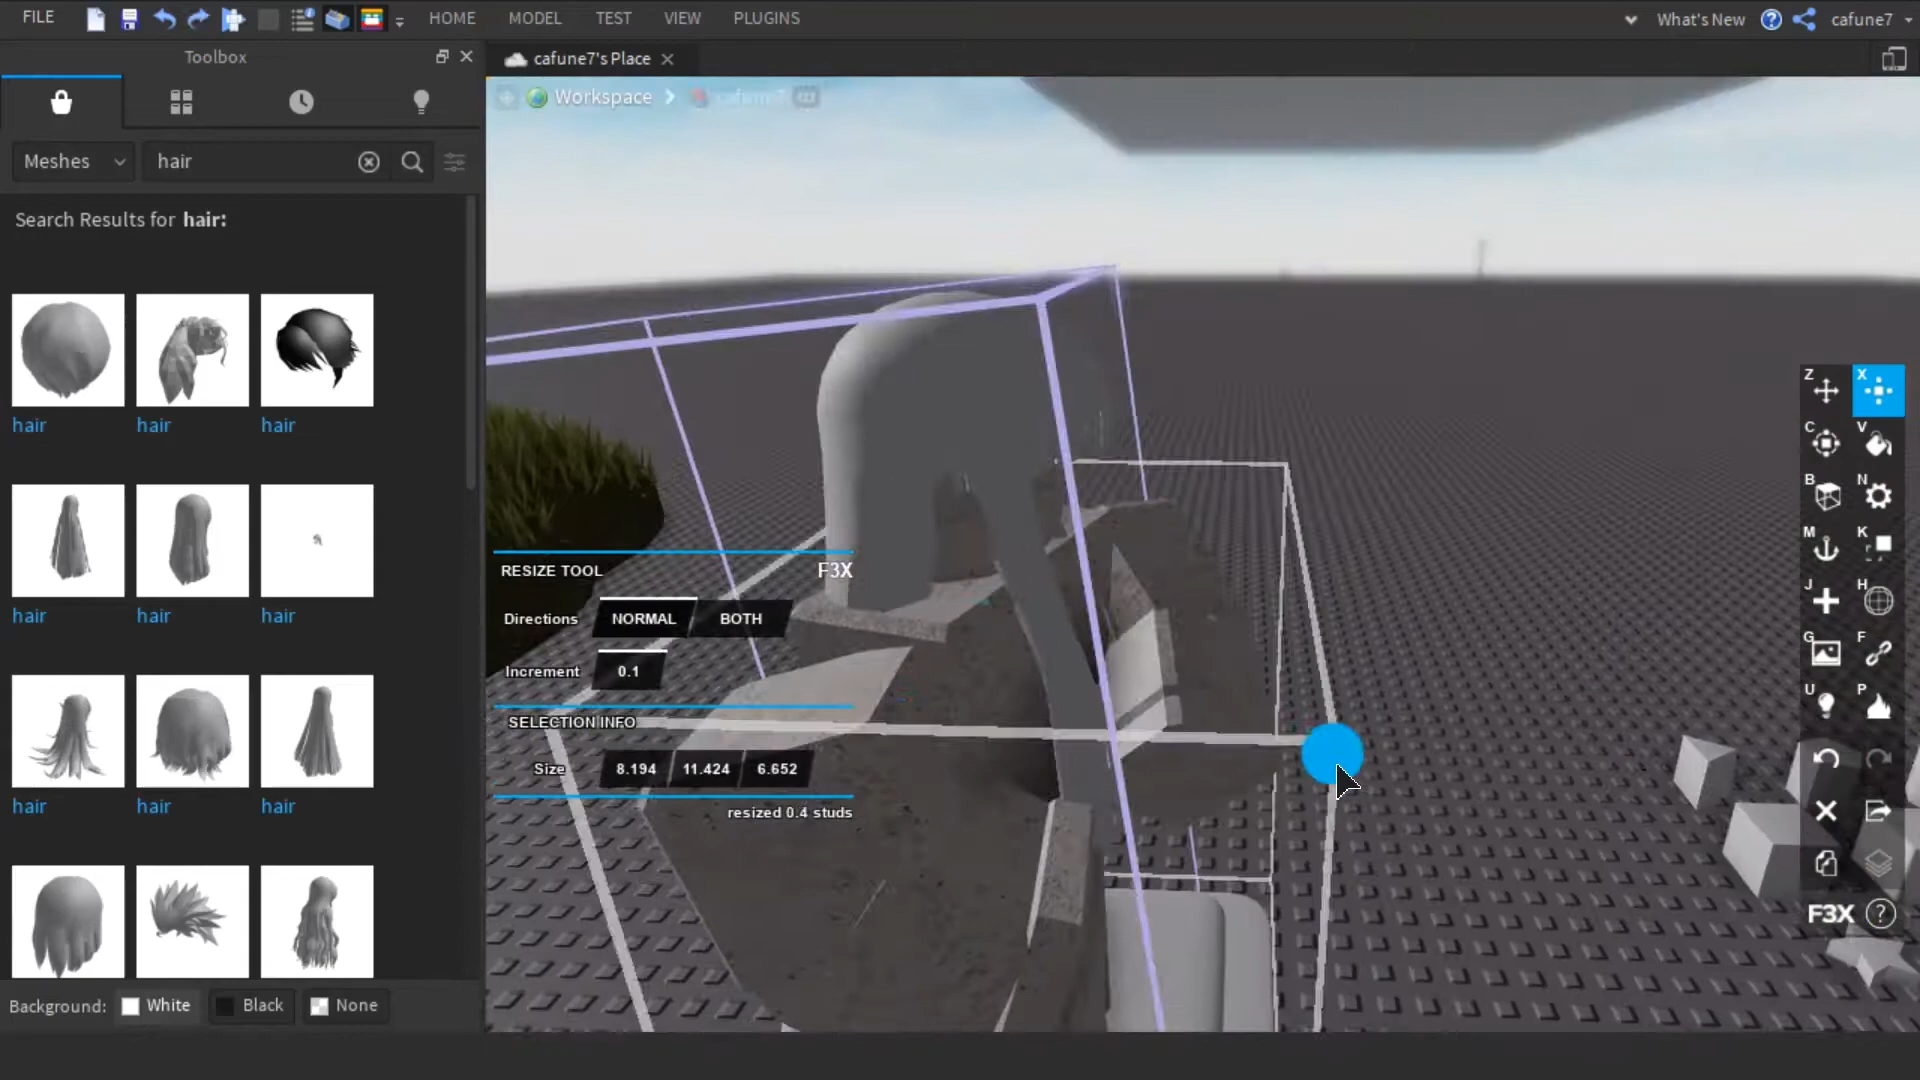 FILE
HOME
MODEL
TEST
VIEW
PLUGINS
What's New
cafune7
Toolbox
cafune7's Place
Meshes
hair
Search Results for hair:
hair
hair
hair
hair
hair
hair
hair
hair
hair
Background:
White
Black
None
Workspace
cafune7
RESIZE TOOL
F3X
Directions
NORMAL
BOTH
Increment
0.1
SELECTION INFO
Size
8.194
11.424
6.652
resized 0.4 studs
Z
X
C
V
B
N
M
K
J
H
G
F
U
P
F3X
?